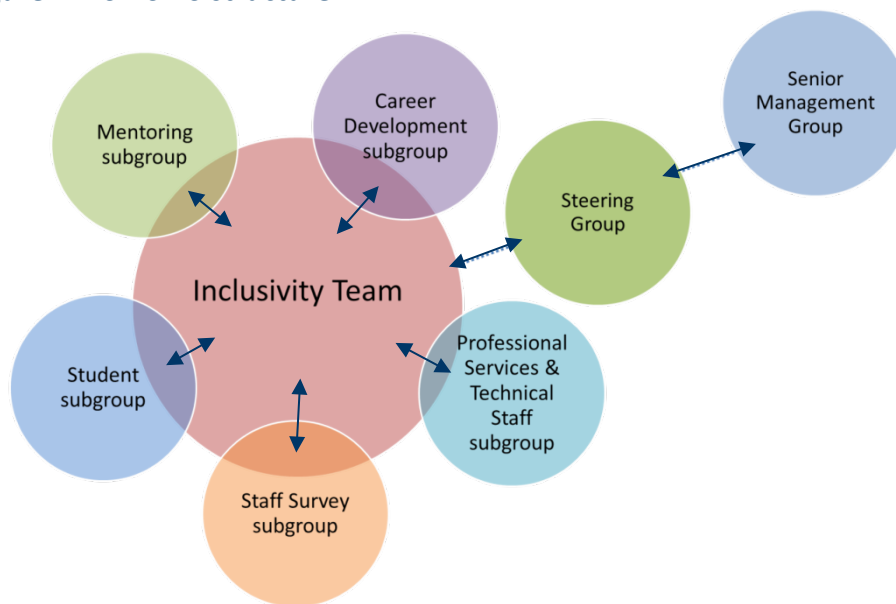 Senior
Management
Group
Career
Development
subgroup
Mentoring
subgroup
Steering
Group
Inclusivity Team
Professional
Services &
Technical
Staff
subgroup
Student
subgroup
Staff Survey
subgroup